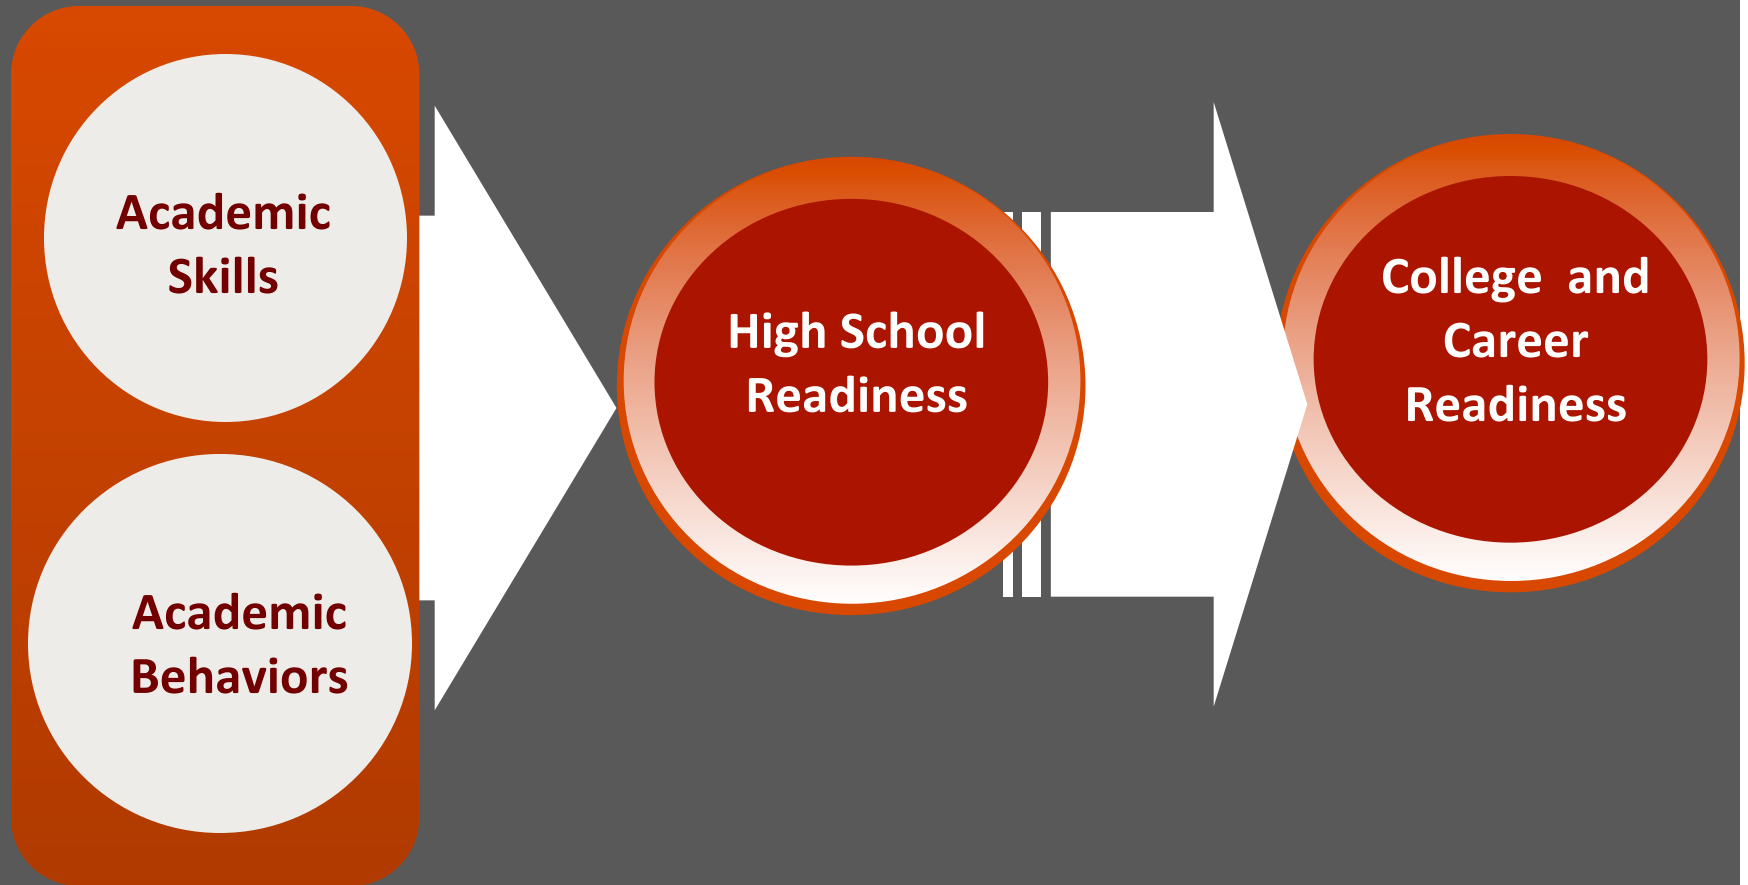 Academic
Skills
Academic
Behaviors
High School
Readiness
College  and
Career
Readiness